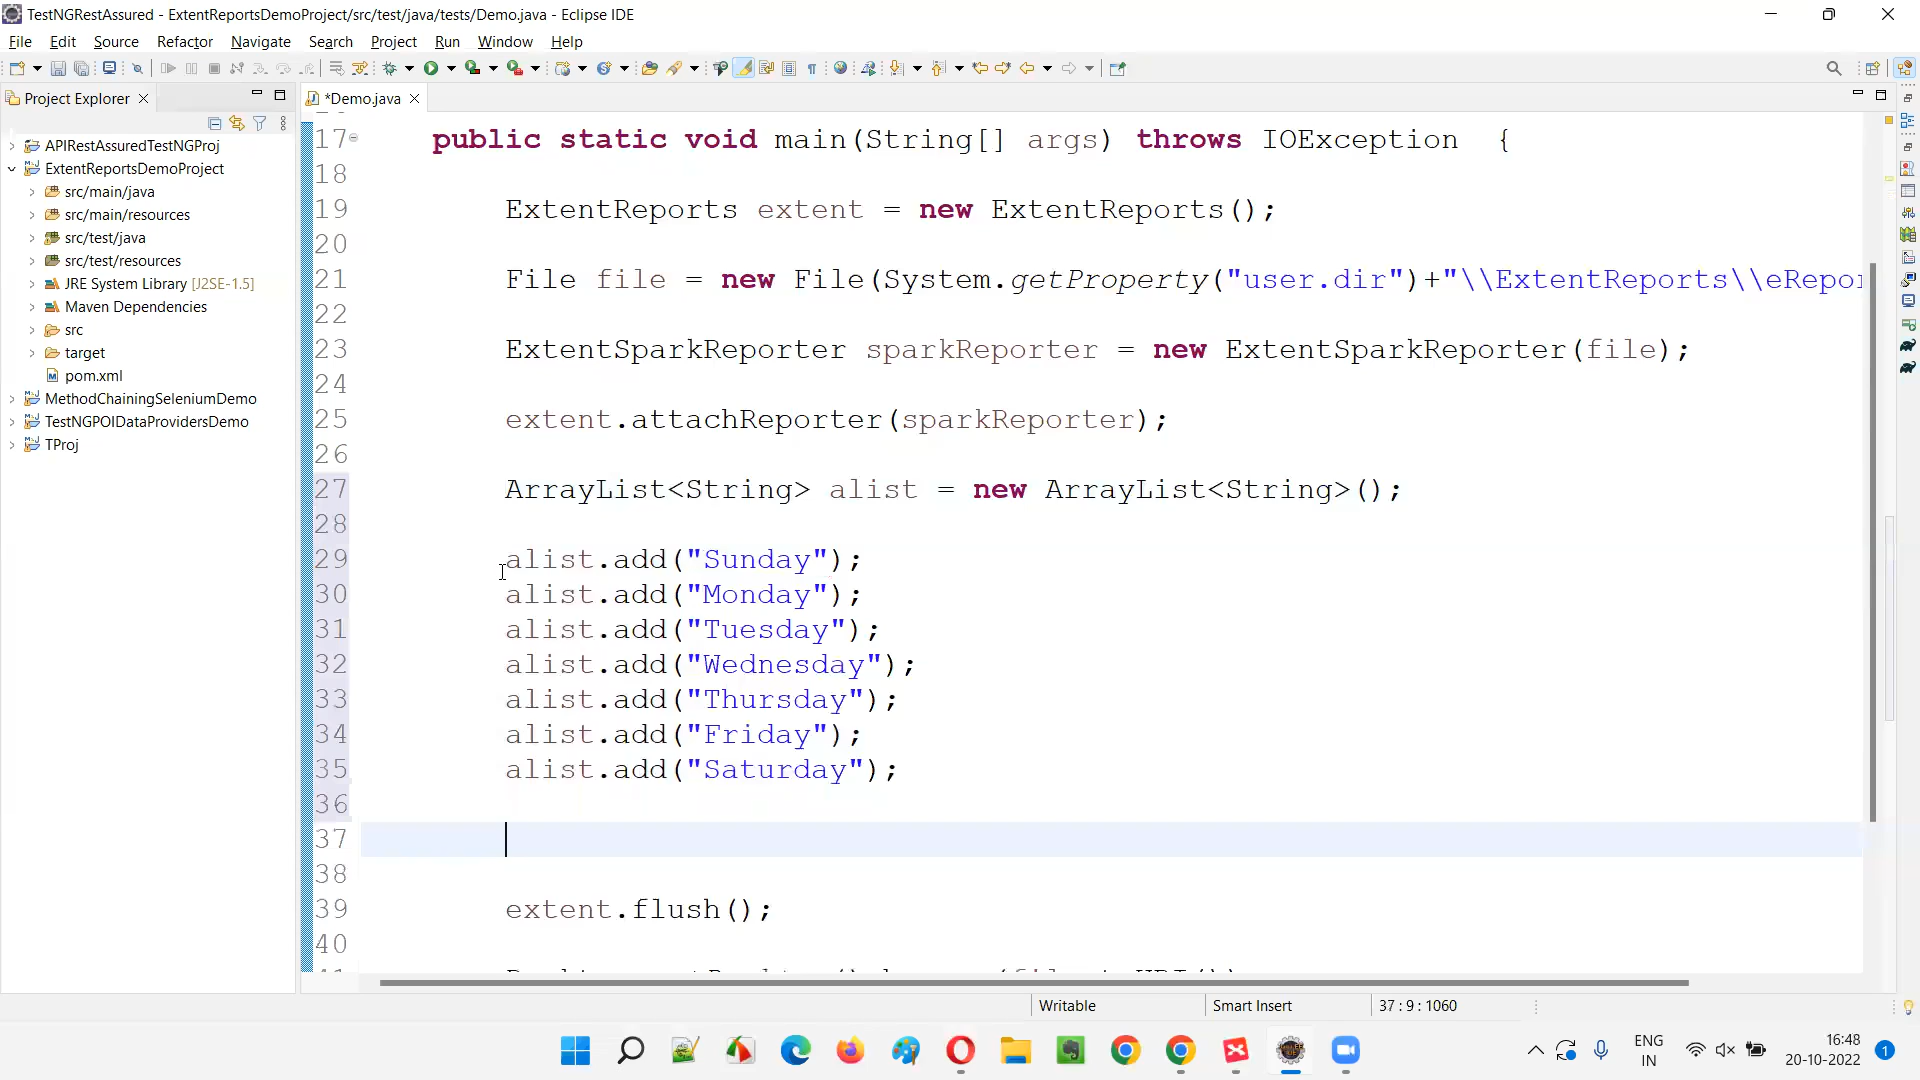 TestNGRestAssured - ExtentReportsDemoProject/src/test/java/tests/Demo.java - Eclipse IDE
File Edit Source Refactor Navigate Search Project Run Window Help
Project Explorer
*Demo.java
APIRestAssuredTestNGProj
ExtentReportsDemoProject
src/main/java
src/main/resources
src/test/java
src/test/resources
JRE System Library [J2SE-1.5]
Maven Dependencies
src
target
pom.xml
MethodChainingSeleniumDemo
TestNGPOIDataProvidersDemo
TProj
17 public static void main(String[] args) throws IOException {
18
19 ExtentReports extent = new ExtentReports();
20
21 File file = new File(System.getProperty("user.dir")+"\\ExtentReports\\eRepor
22
23 ExtentSparkReporter sparkReporter = new ExtentSparkReporter(file);
24
25 extent.attachReporter(sparkReporter);
26
27 ArrayList<String> alist = new ArrayList<String>();
28
29 alist.add("Sunday");
30 alist.add("Monday");
31 alist.add("Tuesday");
32 alist.add("Wednesday");
33 alist.add("Thursday");
34 alist.add("Friday");
35 alist.add("Saturday");
36
37
38
39 extent.flush();
40
Writable Smart Insert 37 : 9 : 1060
ENG
IN
16:48
20-10-2022
1